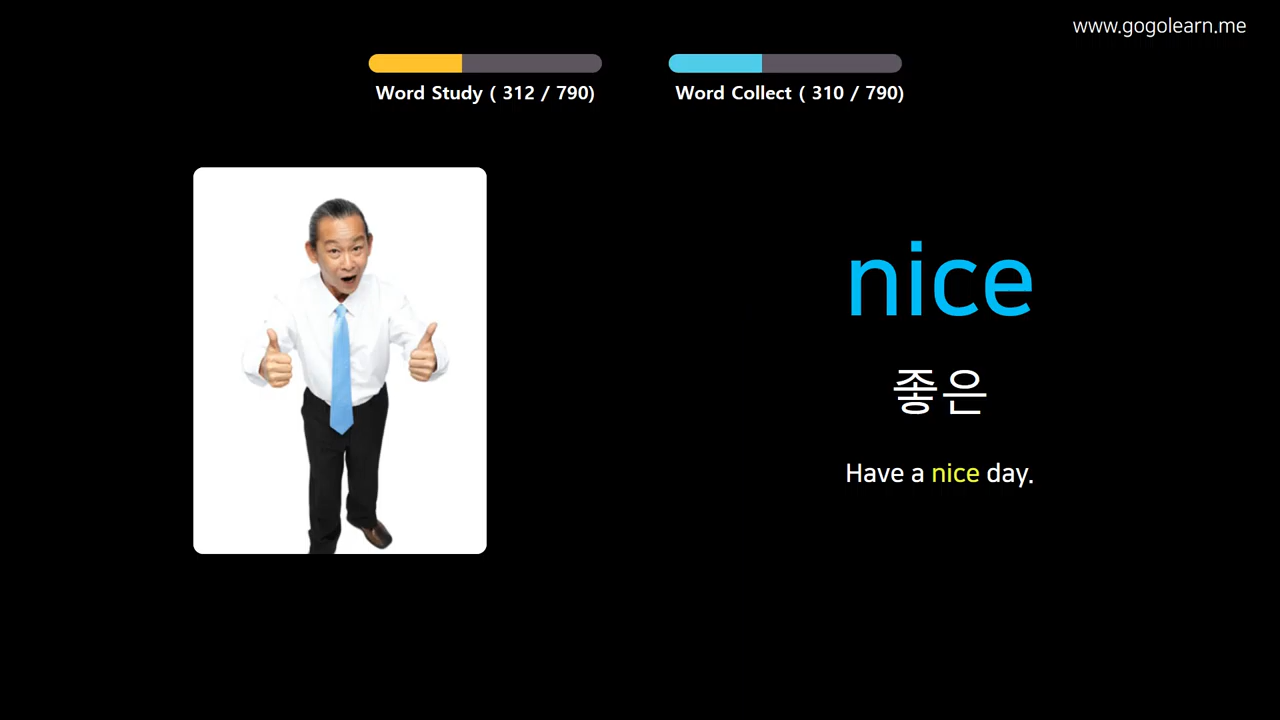 www.gogolearn.me
Word Study ( 312 / 790)
Word Collect ( 310 / 790)
nice
좋은
Have a nice day.